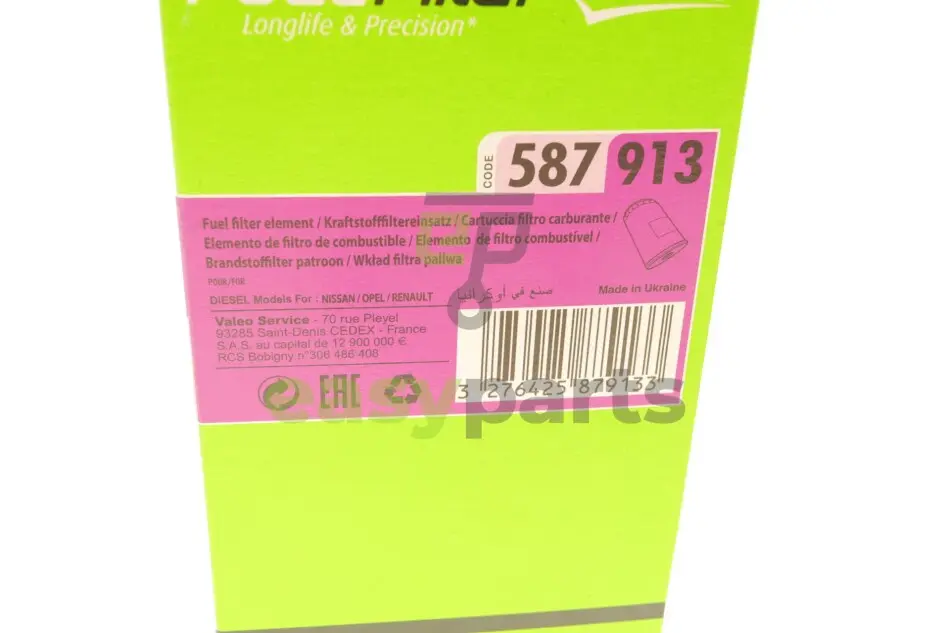 Longlife & Precision*
CODE
587 913
Fuel filter element / Kraftstofffiltereinsatz / Cartuccia filtro carburante /
Elemento de filtro de combustible / Elemento de filtro combustível /
Brandstoffilter patroon / Wkład filtra paliwa
POUR/FOR
DIESEL Models For : NISSAN / OPEL / RENAULT
صنع في أوكرانيا
Made in Ukraine
Valeo Service - 70 rue Pleyel
93285 Saint-Denis CEDEX - France
S.A.S. au capital de 12 900 000 €
RCS Bobigny n°306 486 408
EAC
3 276425 879133
easyparts